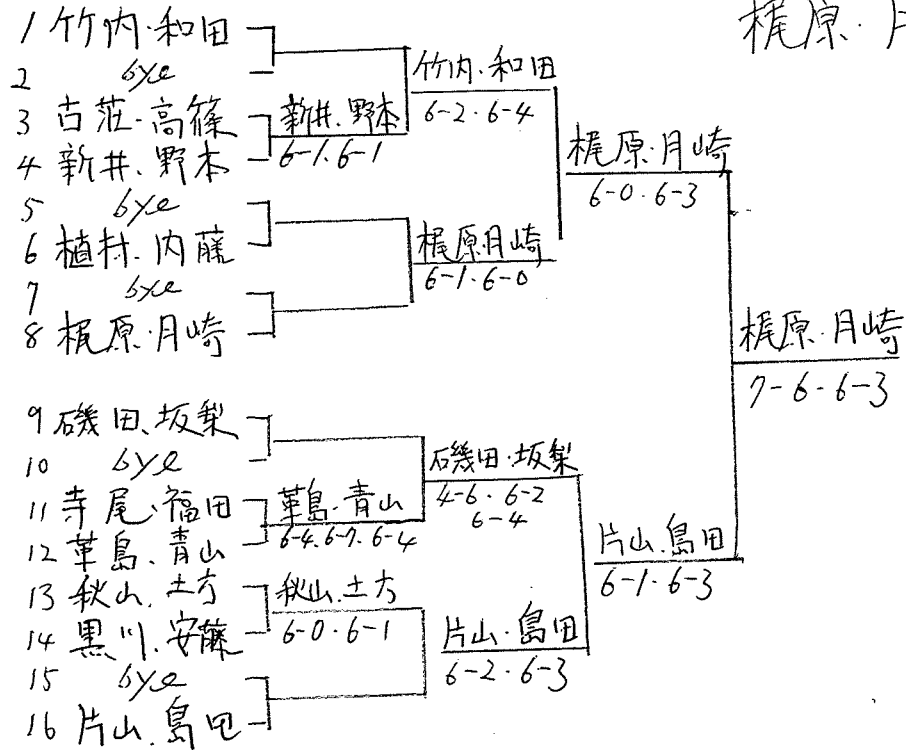 梶原・月
1 竹内・和田
2 bye
3 古荘・高篠
4 新井、野本
5 bye
6 植村、内藤
7 bye
8 梶原・月崎
9 磯田、坂梨
10 bye
11 寺尾・福田
12 革島、青山
13 秋山、土方
14 黒川、安藤
15 bye
16 片山、島田
新井、野本
6-1.6-1
革島・青山
6-4.6-7.6-4
秋山、土方
6-0・6-1
竹内・和田
6-2・6-4
梶原月崎
6-1・6-0
磯田・坂梨
4-6・6-2
6-4
片山・島田
6-2・6-3
梶原・月崎
6-0・6-3
片山、島田
6-1・6-3
梶原・月崎
7-6・6-3